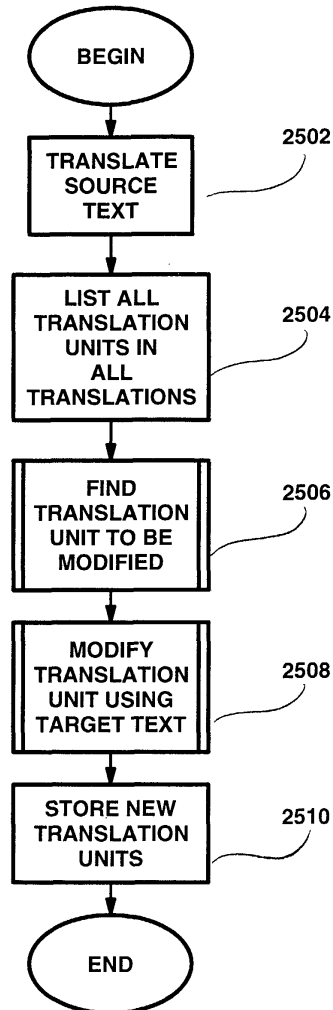 BEGIN
2502
TRANSLATE
SOURCE
TEXT
LIST ALL
TRANSLATION
UNITS IN
ALL
TRANSLATIONS
2504
FIND
TRANSLATION
UNIT TO BE
MODIFIED
2506
MODIFY
TRANSLATION
UNIT USING
TARGET TEXT
2508
STORE NEW
TRANSLATION
UNITS
2510
END